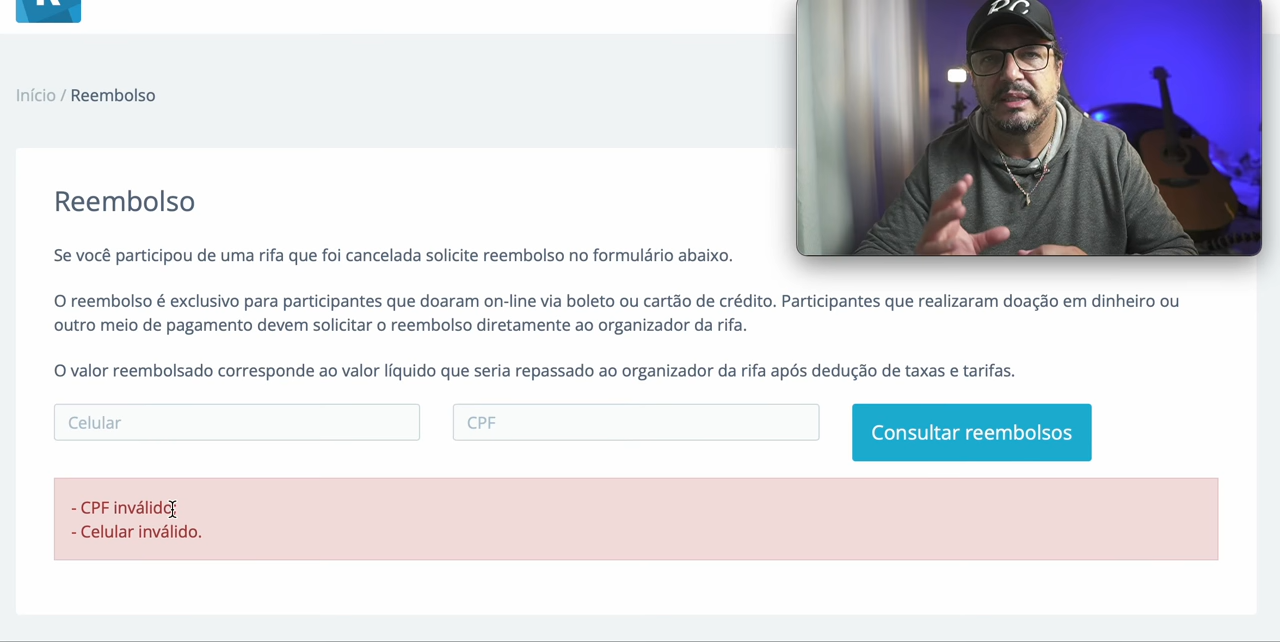 R
RG
Início / Reembolso
Reembolso
Se você participou de uma rifa que foi cancelada solicite reembolso no formulário abaixo.
O reembolso é exclusivo para participantes que doaram on-line via boleto ou cartão de crédito. Participantes que realizaram doação em dinheiro ou
outro meio de pagamento devem solicitar o reembolso diretamente ao organizador da rifa.
O valor reembolsado corresponde ao valor líquido que seria repassado ao organizador da rifa após dedução de taxas e tarifas.
Celular CPF Consultar reembolsos
- CPF inválido.
- Celular inválido.